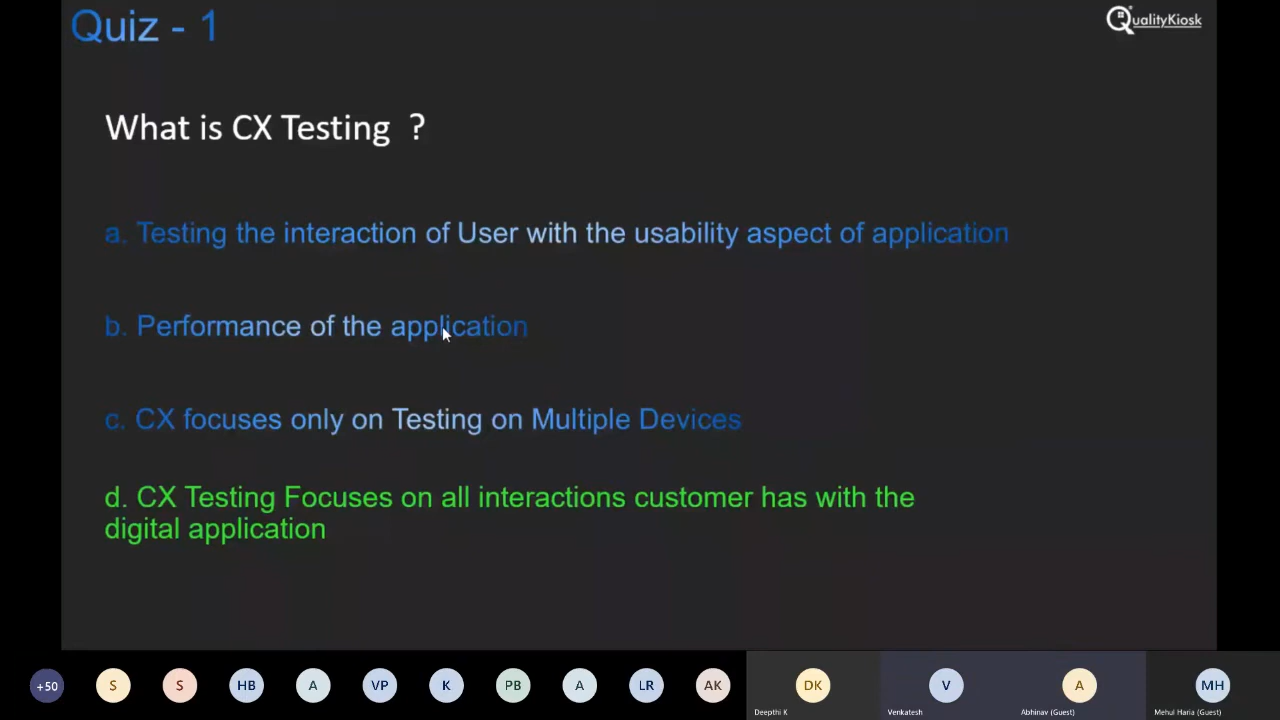 Quiz - 1
QualityKiosk
What is CX Testing ?
a. Testing the interaction of User with the usability aspect of application
b. Performance of the application
c. CX focuses only on Testing on Multiple Devices
d. CX Testing Focuses on all interactions customer has with the
digital application
+50 S S HB A VP K PB A LR AK DK V A MH
Deepthi K Venkatesh Abhinav (Guest) Mehul Haria (Guest)